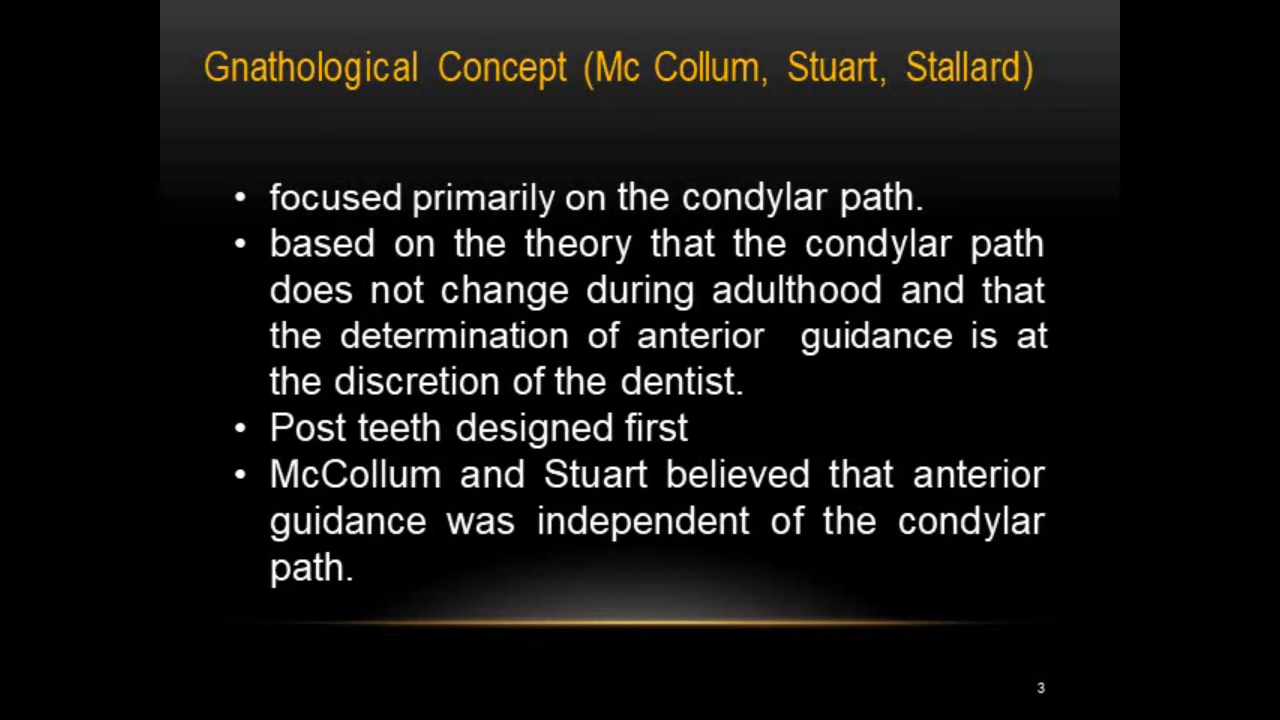 Gnathological Concept (Mc Collum, Stuart, Stallard)
• focused primarily on the condylar path.
• based on the theory that the condylar path
does not change during adulthood and that
the determination of anterior guidance is at
the discretion of the dentist.
• Post teeth designed first
• McCollum and Stuart believed that anterior
guidance was independent of the condylar
path.
3